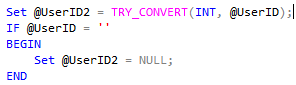 Set @UserID2 = TRY_CONVERT(INT, @UserID);
IF @UserID = ''
BEGIN
    Set @UserID2 = NULL;
END